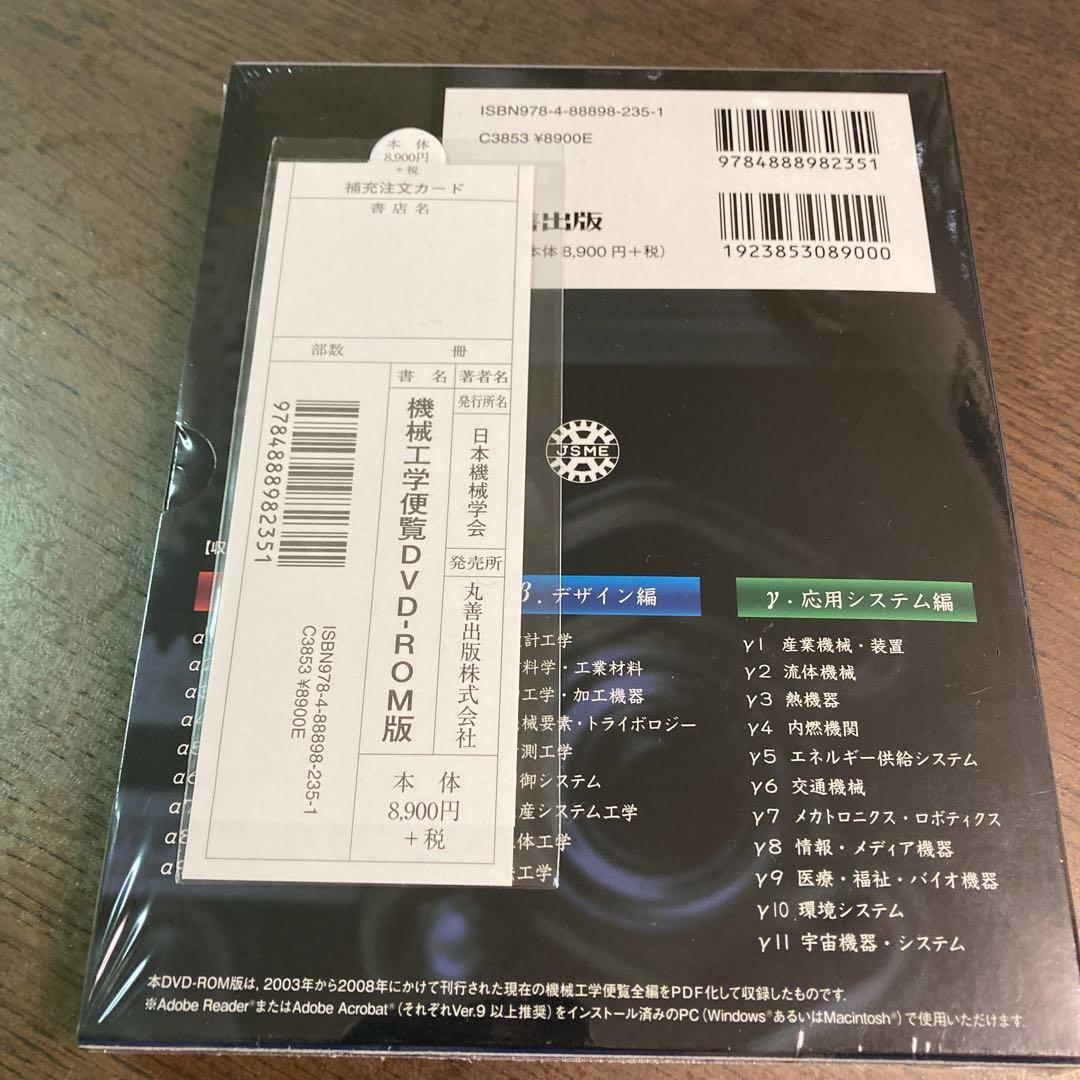 ISBN978-4-88898-235-1
C3853 ¥8900E
9784888982351
出版
本体 8,900 円＋税）
1923853089000
本 体
8,900円
＋税
補充注文カード
書 店 名
部数 冊
書 名
機械工学便覧DVD-ROM版
著者名
発行所名
日本機械学会
発売所
丸善出版株式会社
9784888982351
ISBN978-4-88898-235-1
C3853 ¥8900E
本 体
8,900円
＋税
JSME
【収
β．デザイン編
計工学
料学・工業材料
工学・加工機器
械要素・トライボロジー
測工学
御システム
産システム工学
体工学
工学
γ．応用システム編
γ1 産業機械・装置
γ2 流体機械
γ3 熱機器
γ4 内燃機関
γ5 エネルギー供給システム
γ6 交通機械
γ7 メカトロニクス・ロボティクス
γ8 情報・メディア機器
γ9 医療・福祉・バイオ機器
γ10 環境システム
γ11 宇宙機器・システム
本DVD-ROM版は，2003年から2008年にかけて刊行された現在の機械工学便覧全編をPDF化して収録したものです．
※Adobe Reader®またはAdobe Acrobat®（それぞれVer.9 以上推奨）をインストール済みのPC（Windows®あるいはMacintosh®）で使用いただけます．